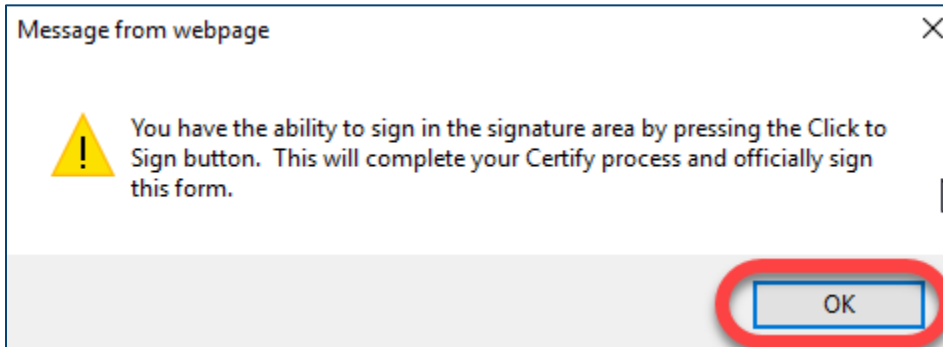 Message from webpage
You have the ability to sign in the signature area by pressing the Click to
Sign button.  This will complete your Certify process and officially sign
this form.
OK